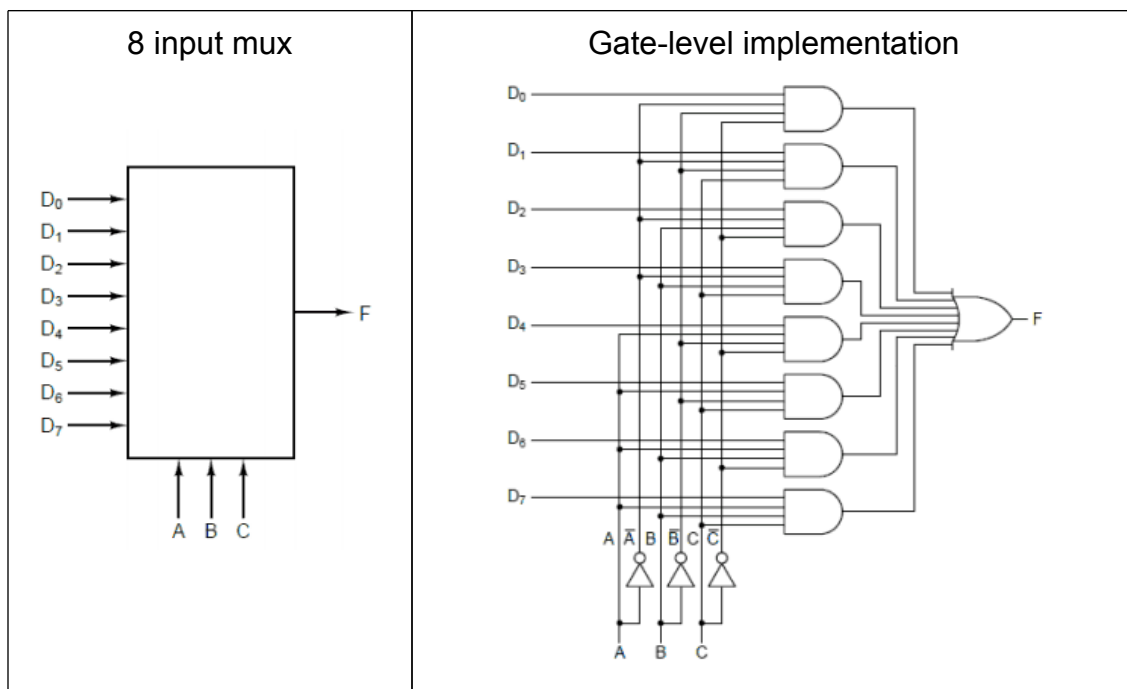 8 input mux
D₀
D₁
D₂
D₃
D₄
D₅
D₆
D₇
F
A B C
Gate-level implementation
D₀
D₁
D₂
D₃
D₄
D₅
D₆
D₇
F
A A̅ B B̅ C C̅
A B C